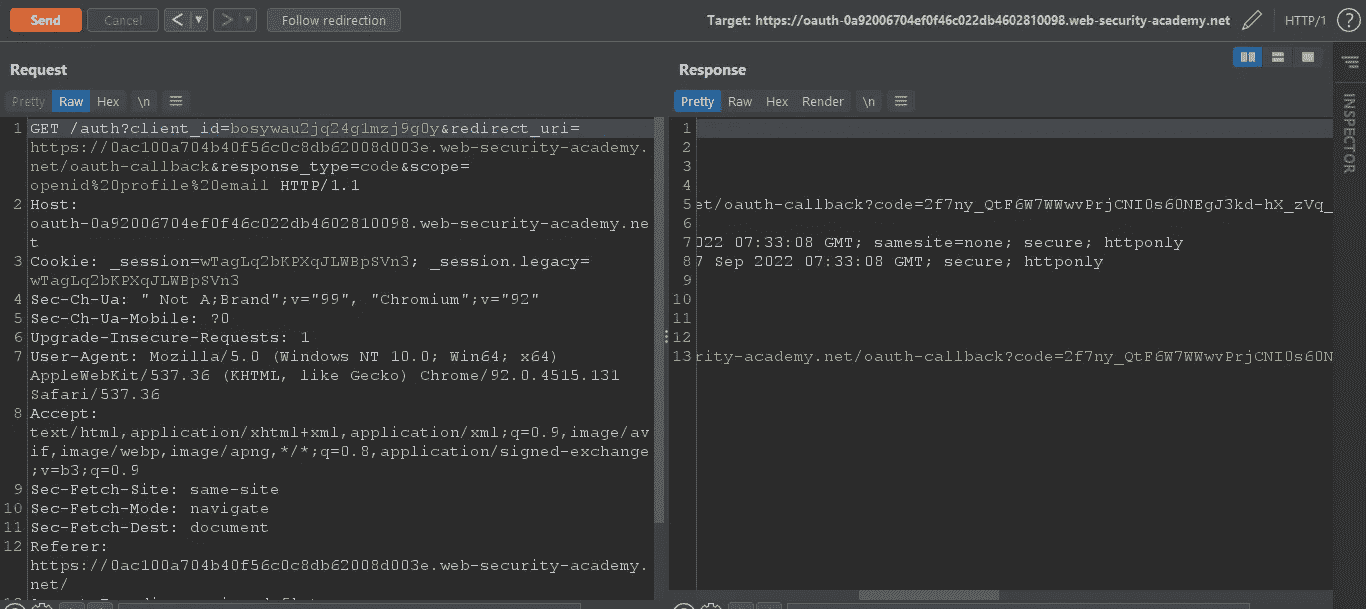 Send Cancel < ▼ > ▼ Follow redirection Target: https://oauth-0a92006704ef0f46c022db4602810098.web-security-academy.net HTTP/1 ?
Request
Pretty Raw Hex \n
1 GET /auth?client_id=bosywau2jq24g1mzj9g0y&redirect_uri=
https://0ac100a704b40f56c0c8db62008d003e.web-security-academy.
net/oauth-callback&response_type=code&scope=
openid%20profile%20email HTTP/1.1
2 Host:
oauth-0a92006704ef0f46c022db4602810098.web-security-academy.ne
t
3 Cookie: _session=wTagLq2bKPXqJLWBpSVn3; _session.legacy=
wTagLq2bKPXqJLWBpSVn3
4 Sec-Ch-Ua: " Not A;Brand";v="99", "Chromium";v="92"
5 Sec-Ch-Ua-Mobile: ?0
6 Upgrade-Insecure-Requests: 1
7 User-Agent: Mozilla/5.0 (Windows NT 10.0; Win64; x64)
AppleWebKit/537.36 (KHTML, like Gecko) Chrome/92.0.4515.131
Safari/537.36
8 Accept:
text/html,application/xhtml+xml,application/xml;q=0.9,image/av
if,image/webp,image/apng,*/*;q=0.8,application/signed-exchange
;v=b3;q=0.9
9 Sec-Fetch-Site: same-site
10 Sec-Fetch-Mode: navigate
11 Sec-Fetch-Dest: document
12 Referer:
https://0ac100a704b40f56c0c8db62008d003e.web-security-academy.
net/
Response
Pretty Raw Hex Render \n
1
2
3
4
5 et/oauth-callback?code=2f7ny_QtF6W7WWwvPrjCNI0s60NEgJ3kd-hX_zVq_
6
7 022 07:33:08 GMT; samesite=none; secure; httponly
8 7 Sep 2022 07:33:08 GMT; secure; httponly
9
10
11
12
13 rity-academy.net/oauth-callback?code=2f7ny_QtF6W7WWwvPrjCNI0s60N
INSPECTOR